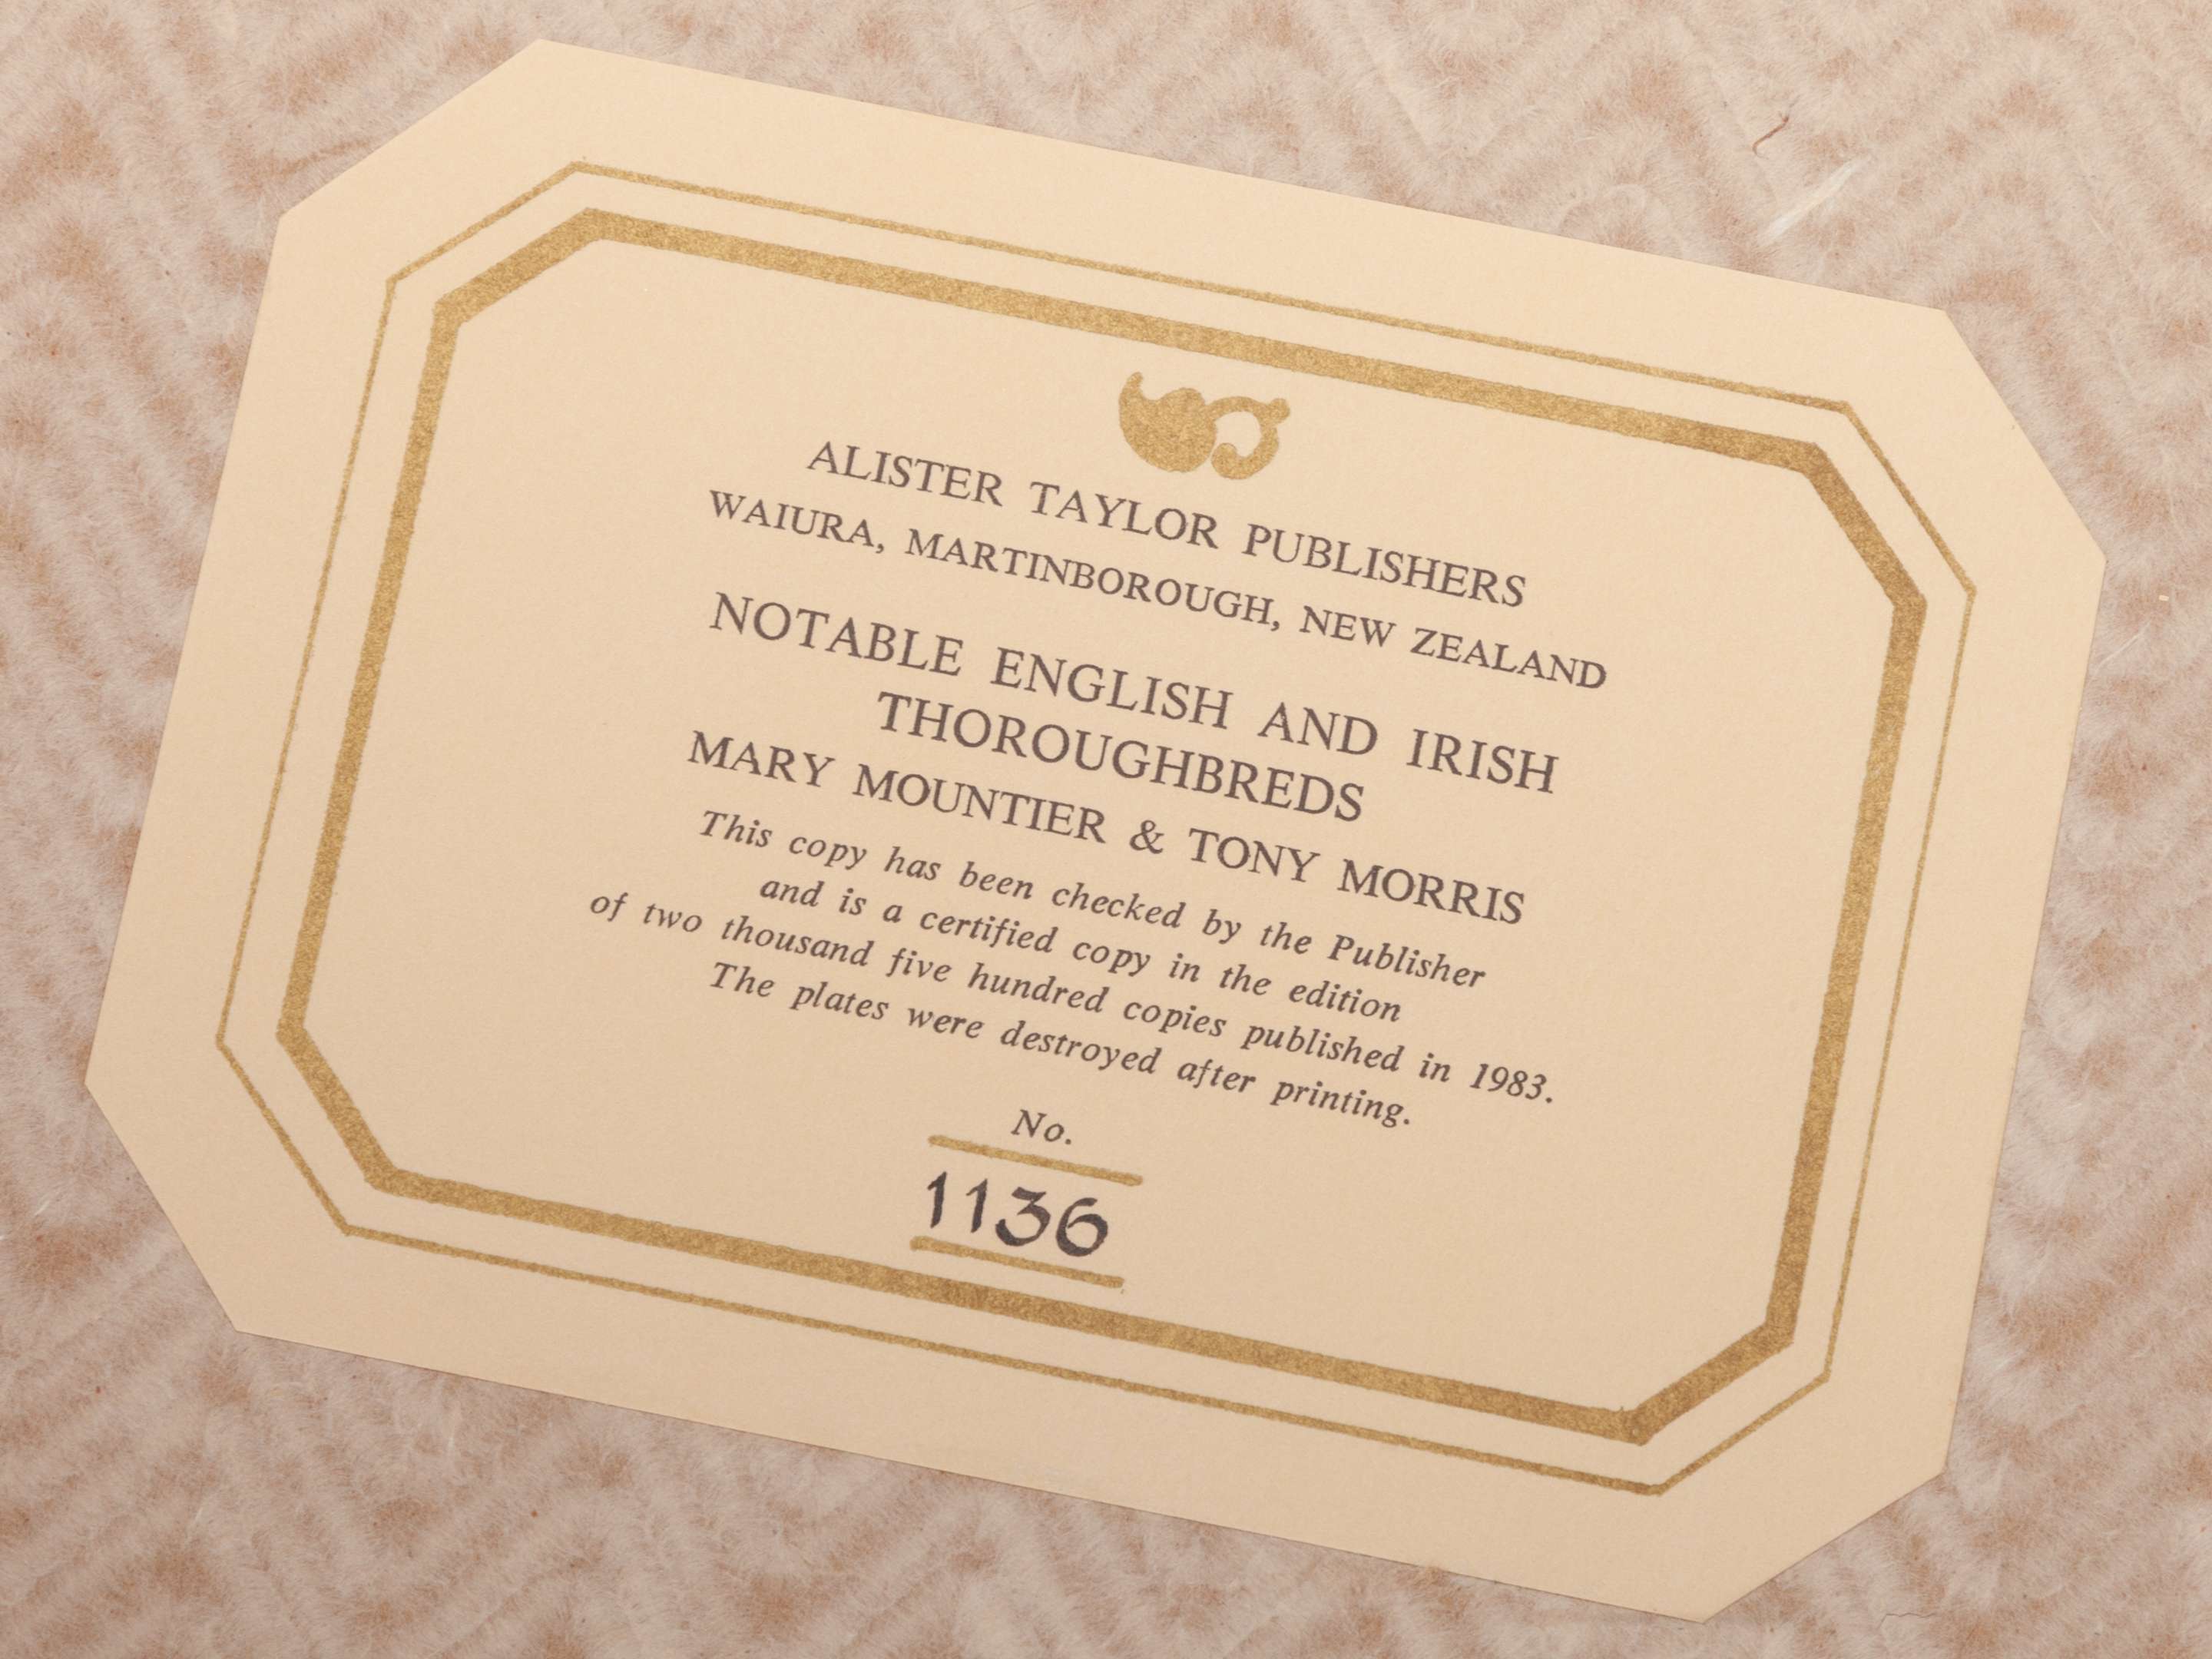 ALISTER TAYLOR PUBLISHERS
WAIURA, MARTINBOROUGH, NEW ZEALAND
NOTABLE ENGLISH AND IRISH
THOROUGHBREDS
MARY MOUNTIER & TONY MORRIS
This copy has been checked by the Publisher
and is a certified copy in the edition
of two thousand five hundred copies published in 1983.
The plates were destroyed after printing.
No.
1136